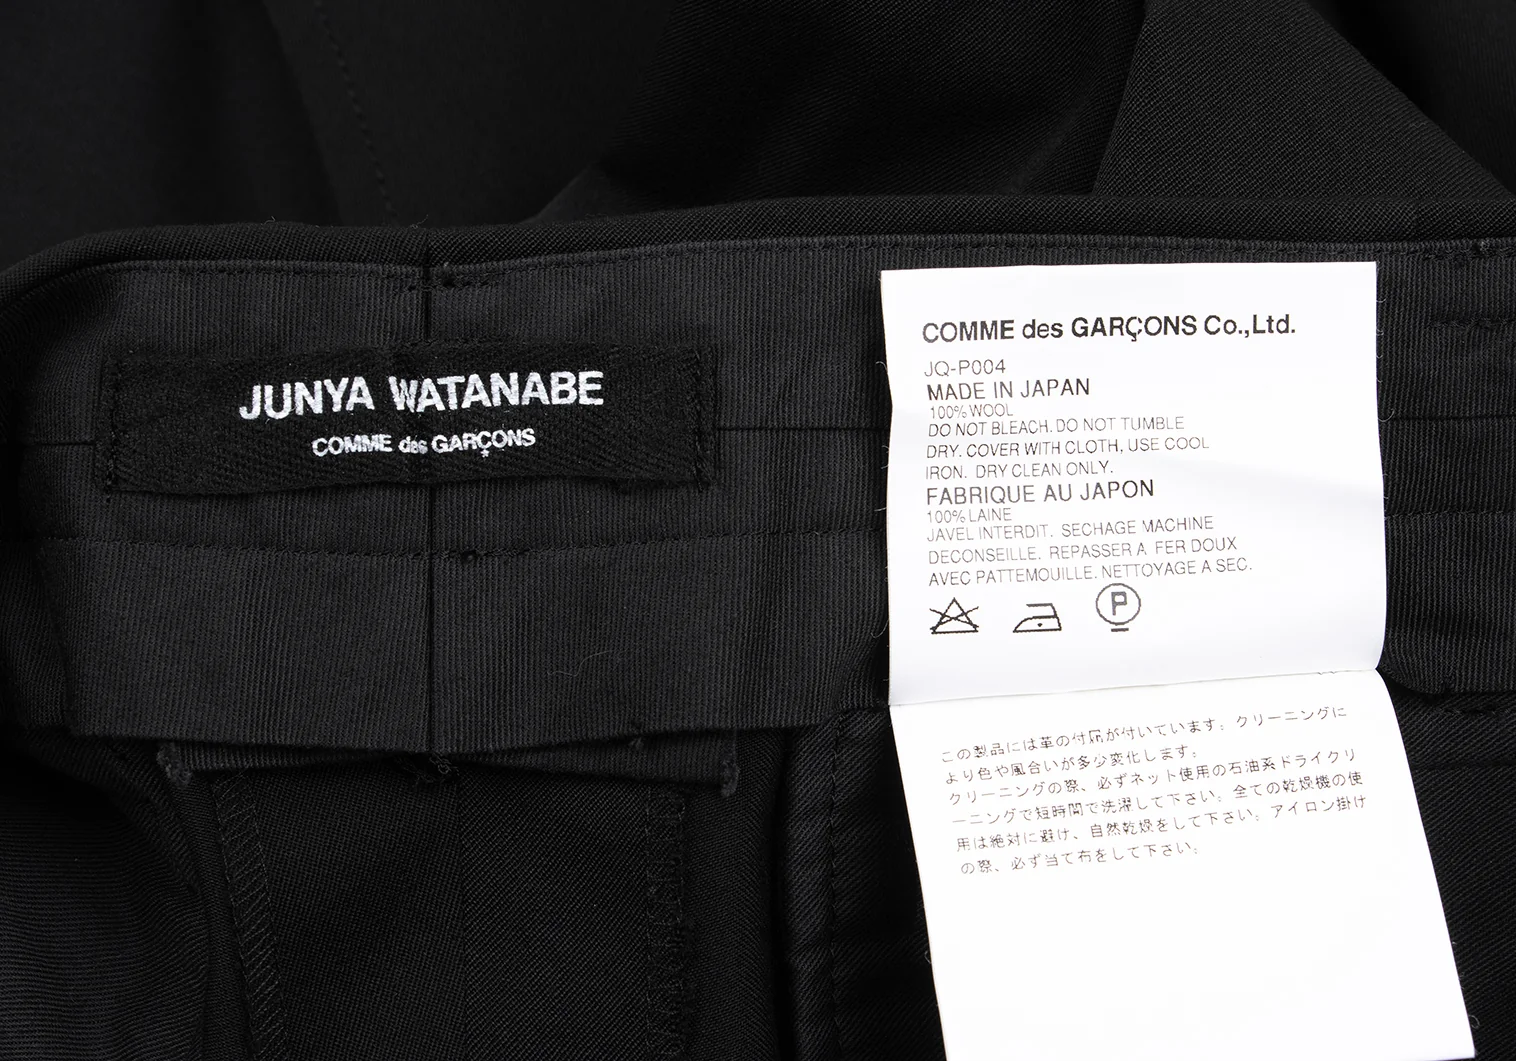 JUNYA WATANABE
COMME des GARÇONS
COMME des GARÇONS Co.,Ltd.
JQ-P004
MADE IN JAPAN
100% WOOL
DO NOT BLEACH. DO NOT TUMBLE
DRY. COVER WITH CLOTH, USE COOL
IRON. DRY CLEAN ONLY.
FABRIQUE AU JAPON
100% LAINE
JAVEL INTERDIT. SECHAGE MACHINE
DECONSEILLE. REPASSER A FER DOUX
AVEC PATTEMOUILLE. NETTOYAGE A SEC.
P
この製品には革の付属が付いています。クリーニングに
より色や風合いが多少変化します。
クリーニングの際、必ずネット使用の石油系ドライクリ
ーニングで短時間で洗濯して下さい。全ての乾燥機の使
用は絶対に避け、自然乾燥をして下さい。アイロン掛け
の際、必ず当て布をして下さい。